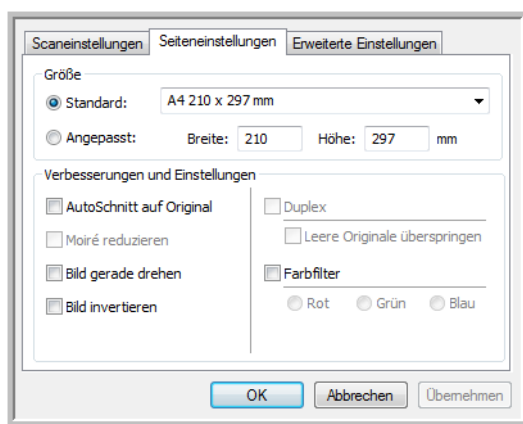 Scaneinstellungen Seiteneinstellungen Erweiterte Einstellungen
Größe
Standard: A4 210 x 297 mm
Angepasst: Breite: 210 Höhe: 297 mm
Verbesserungen und Einstellungen
AutoSchnitt auf Original
Moiré reduzieren
Bild gerade drehen
Bild invertieren
Duplex
Leere Originale überspringen
Farbfilter
Rot Grün Blau
OK Abbrechen Übernehmen